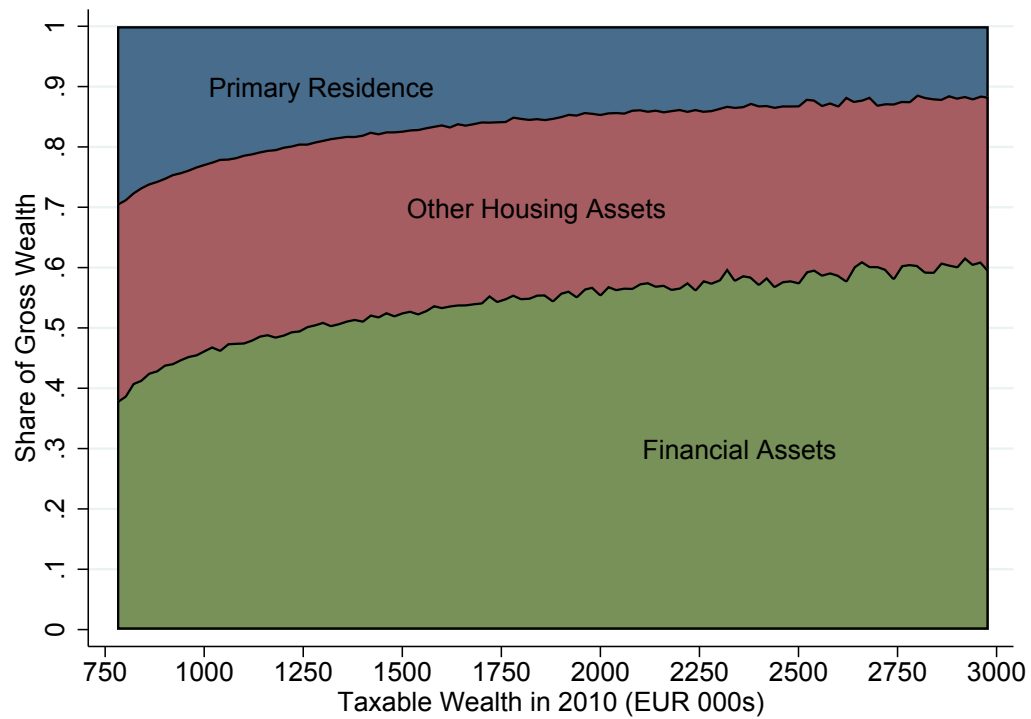 1
.9
.8
.7
.6
.5
.4
.3
.2
.1
0
Share of Gross Wealth
Primary Residence
Other Housing Assets
Financial Assets
750 1000 1250 1500 1750 2000 2250 2500 2750 3000
Taxable Wealth in 2010 (EUR 000s)